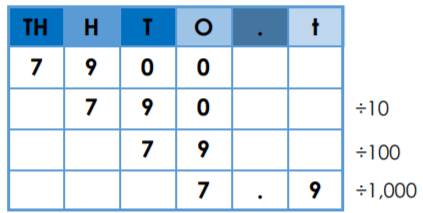 TH H T O . t
7 9 0 0
7 9 0 ÷10
7 9 ÷100
7 . 9 ÷1,000